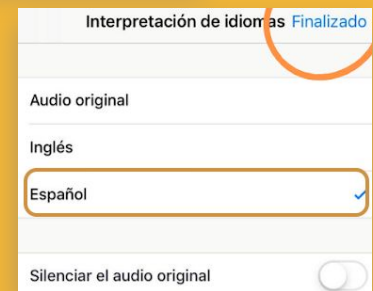 Interpretación de idiomas Finalizado
Audio original
Inglés
Español
Silenciar el audio original